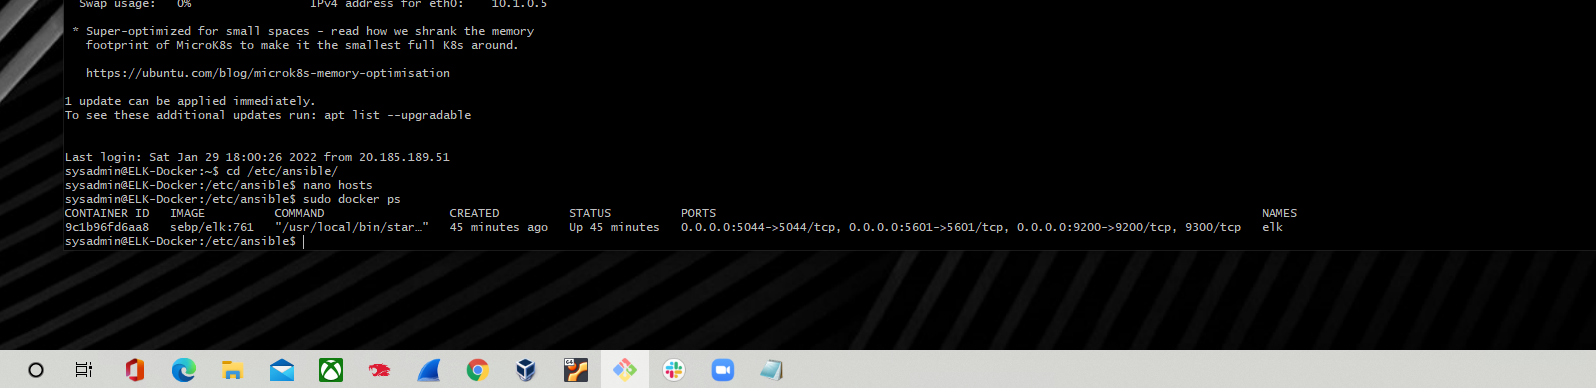 Swap usage:   0%                 IPv4 address for eth0:    10.1.0.5
 * Super-optimized for small spaces - read how we shrank the memory
   footprint of MicroK8s to make it the smallest full K8s around.
   https://ubuntu.com/blog/microk8s-memory-optimisation
1 update can be applied immediately.
To see these additional updates run: apt list --upgradable
Last login: Sat Jan 29 18:00:26 2022 from 20.185.189.51
sysadmin@ELK-Docker:~$ cd /etc/ansible/
sysadmin@ELK-Docker:/etc/ansible$ nano hosts
sysadmin@ELK-Docker:/etc/ansible$ sudo docker ps
CONTAINER ID   IMAGE          COMMAND                  CREATED          STATUS          PORTS                                                                              NAMES
9c1b96fd6aa8   sebp/elk:761   "/usr/local/bin/star…"   45 minutes ago   Up 45 minutes   0.0.0.0:5044->5044/tcp, 0.0.0.0:5601->5601/tcp, 0.0.0.0:9200->9200/tcp, 9300/tcp   elk
sysadmin@ELK-Docker:/etc/ansible$